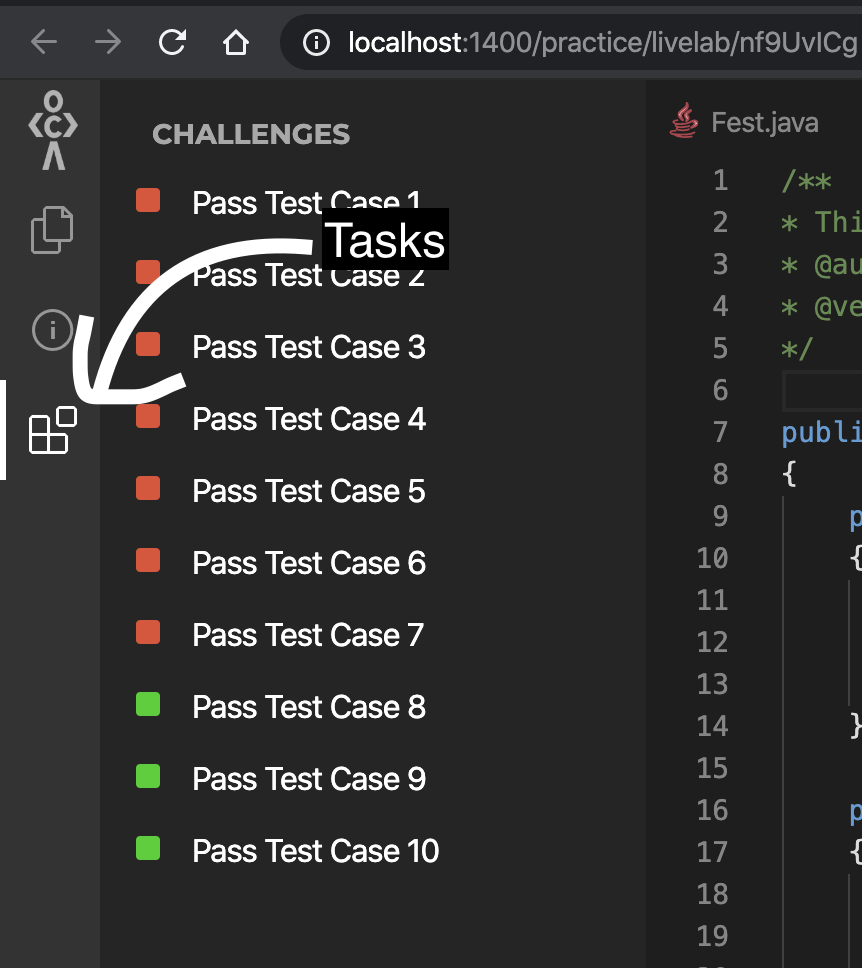 localhost:1400/practice/livelab/nf9UvICg
CHALLENGES
Pass Test Case 1
Tasks
Pass Test Case 2
Pass Test Case 3
Pass Test Case 4
Pass Test Case 5
Pass Test Case 6
Pass Test Case 7
Pass Test Case 8
Pass Test Case 9
Pass Test Case 10
Fest.java
1 /**
2 * Thi
3 * @au
4 * @ve
5 */
6
7 publi
8 {
9 p
10 {
11
12
13
14 }
15
16 p
17 {
18
19